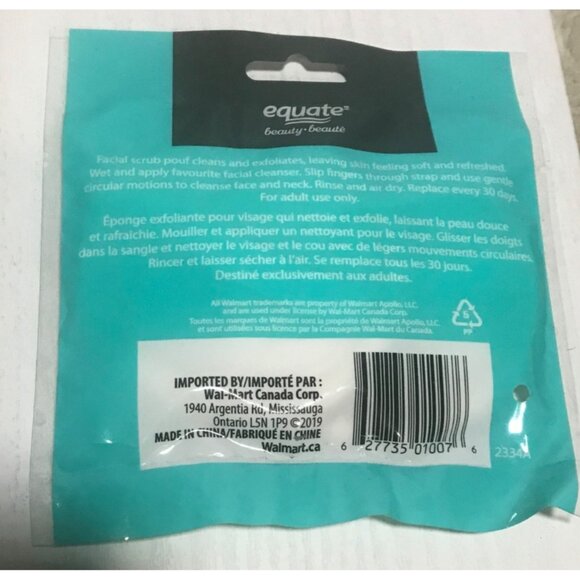 equate™
beauty • beauté
Facial scrub pouf cleans and exfoliates, leaving skin feeling soft and refreshed.
Wet and apply favourite facial cleanser. Slip fingers through strap and use gentle
circular motions to cleanse face and neck. Rinse and air dry. Replace every 30 days.
For adult use only.
Éponge exfoliante pour visage qui nettoie et exfolie, laissant la peau douce
et rafraîchie. Mouiller et appliquer un nettoyant pour le visage. Glisser les doigts
dans la sangle et nettoyer le visage et le cou avec de légers mouvements circulaires.
Rincer et laisser sécher à l'air. Se remplace tous les 30 jours.
Destiné exclusivement aux adultes.
All Walmart trademarks are property of Walmart Apollo, LLC
and are used under license by Wal-Mart Canada Corp.
Toutes les marques de Walmart sont la propriété de Walmart Apollo, LLC
et sont utilisées sous licence par la Compagnie Wal-Mart du Canada.
5
PP
IMPORTED BY/IMPORTÉ PAR :
Wal-Mart Canada Corp.
1940 Argentia Rd, Mississauga
Ontario L5N 1P9 ©2019
MADE IN CHINA/FABRIQUÉ EN CHINE
Walmart.ca
6 27735 01007 6
2334A